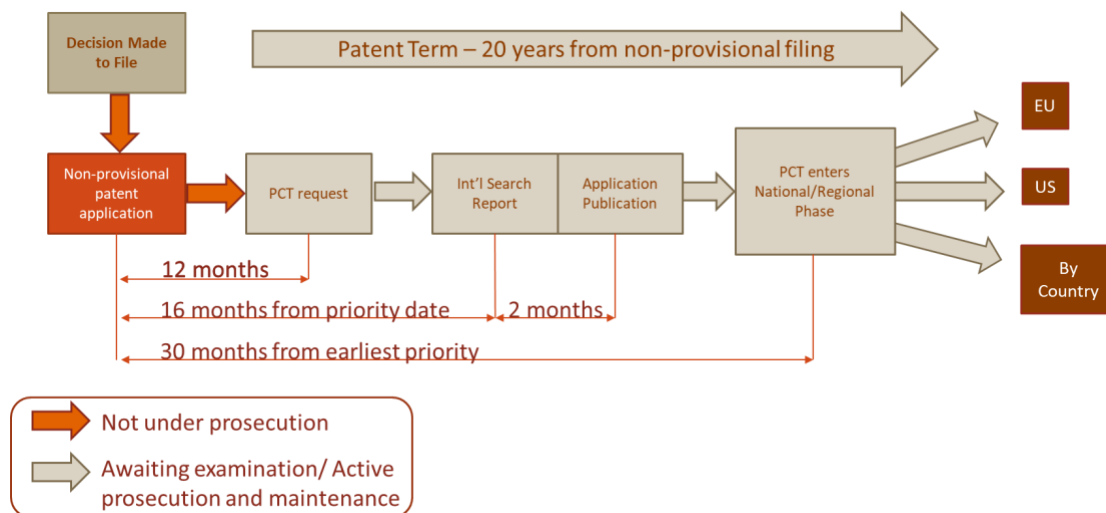 Decision Made
to File
Patent Term – 20 years from non-provisional filing
EU
Non-provisional
patent
application
PCT request
Int'l Search
Report
Application
Publication
PCT enters
National/Regional
Phase
US
By
Country
12 months
16 months from priority date
2 months
30 months from earliest priority
Not under prosecution
Awaiting examination/ Active
prosecution and maintenance